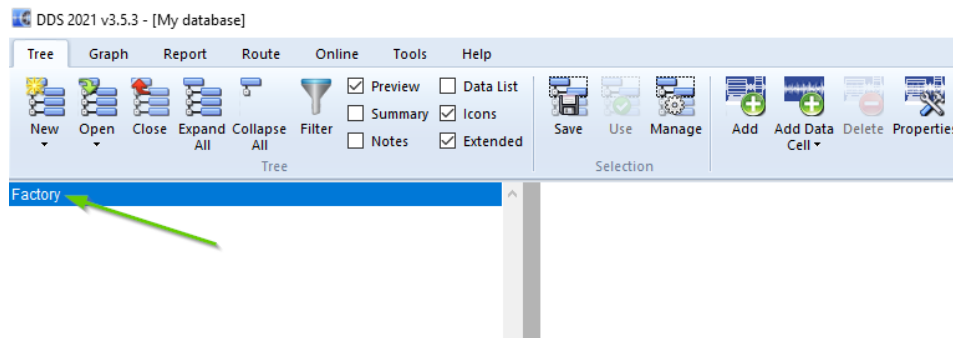 DDS 2021 v3.5.3 - [My database]
Tree Graph Report Route Online Tools Help
New Open Close Expand All Collapse All Filter
Preview Data List
Summary Icons
Notes Extended
Save Use Manage
Add Add Data Cell Delete Properties
Tree Selection
Factory